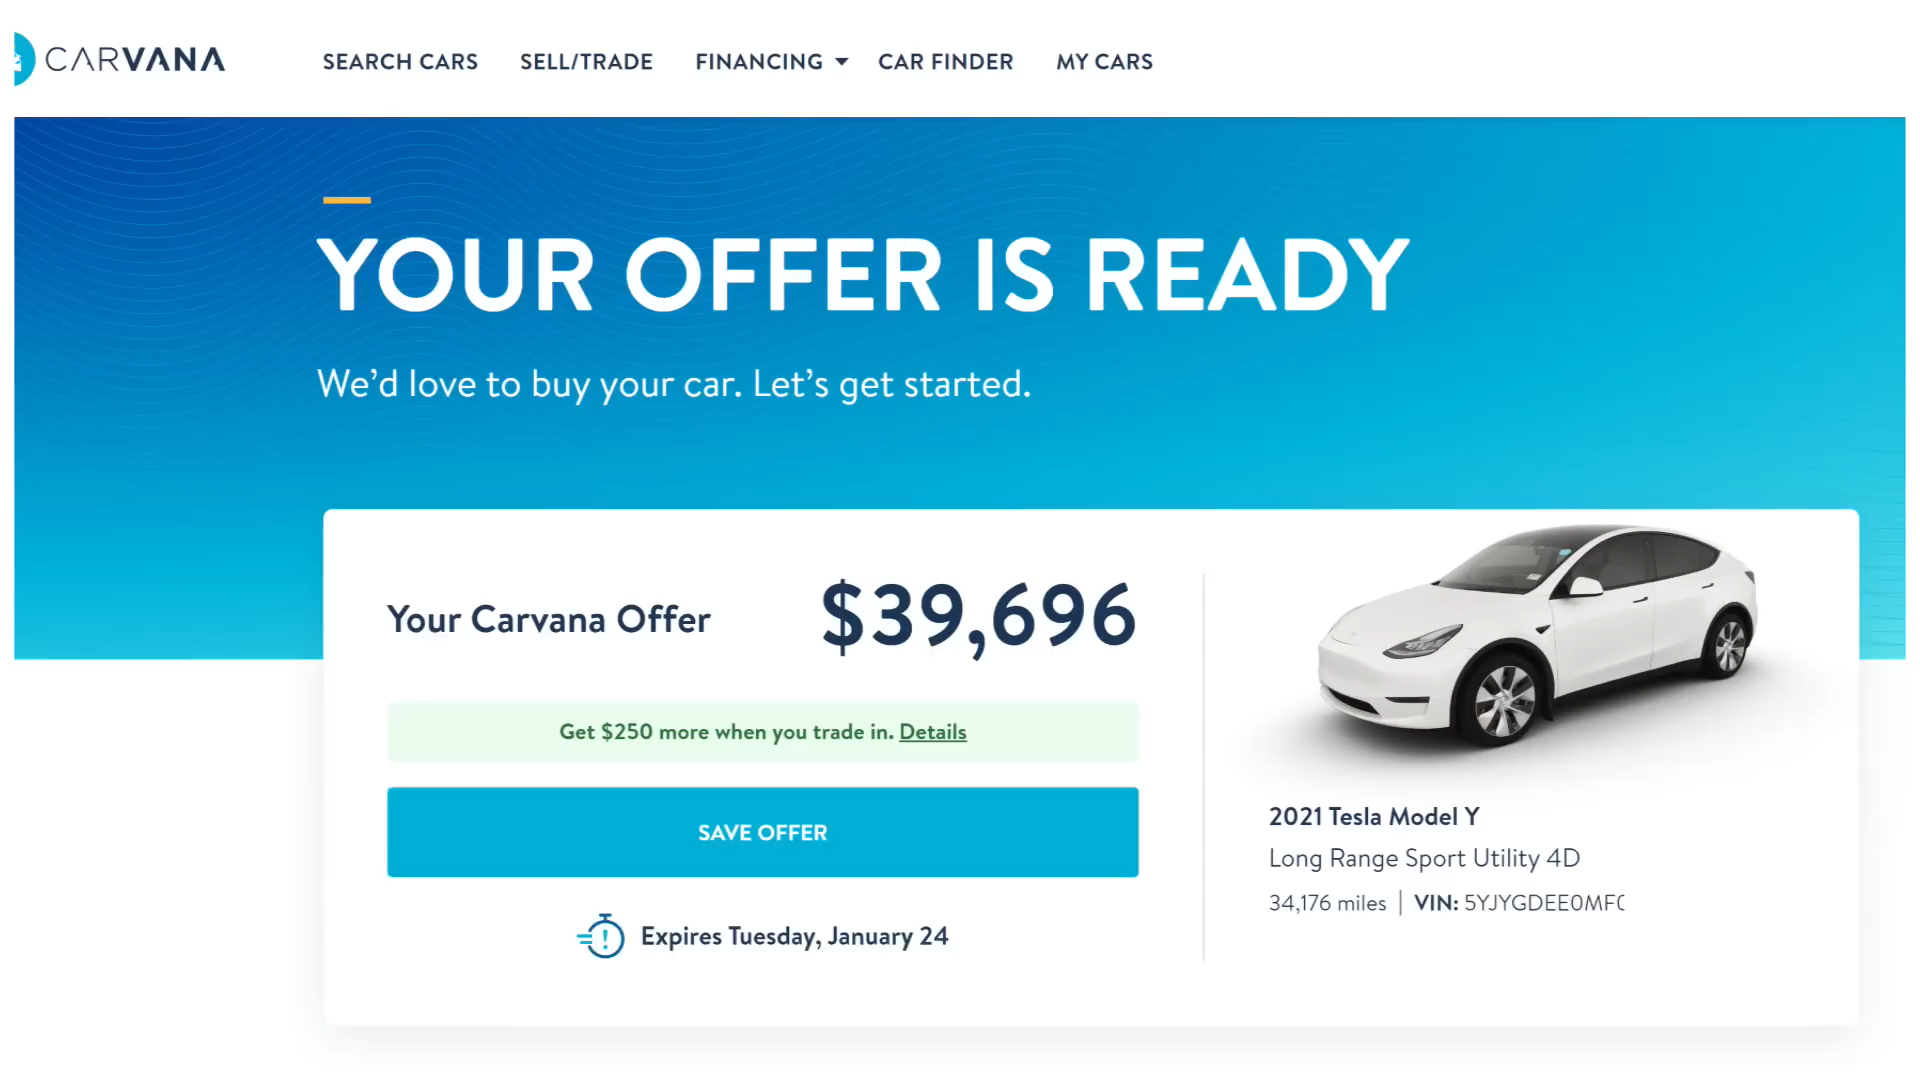 CARVANA
SEARCH CARS SELL/TRADE FINANCING CAR FINDER MY CARS
YOUR OFFER IS READY
We'd love to buy your car. Let's get started.
Your Carvana Offer $39,696
Get $250 more when you trade in. Details
SAVE OFFER
Expires Tuesday, January 24
2021 Tesla Model Y
Long Range Sport Utility 4D
34,176 miles | VIN: 5YJYGDEE0MF